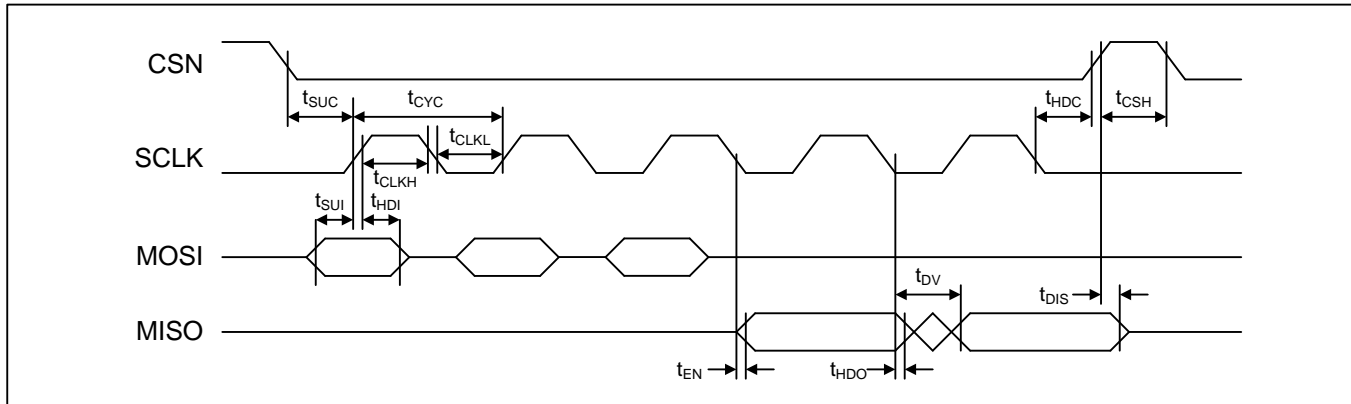 CSN
tSUC
tCYC
tHDC
tCSH
SCLK
tCLKL
tCLKH
tSUI
tHDI
MOSI
tDV
tDIS
MISO
tEN
tHDO